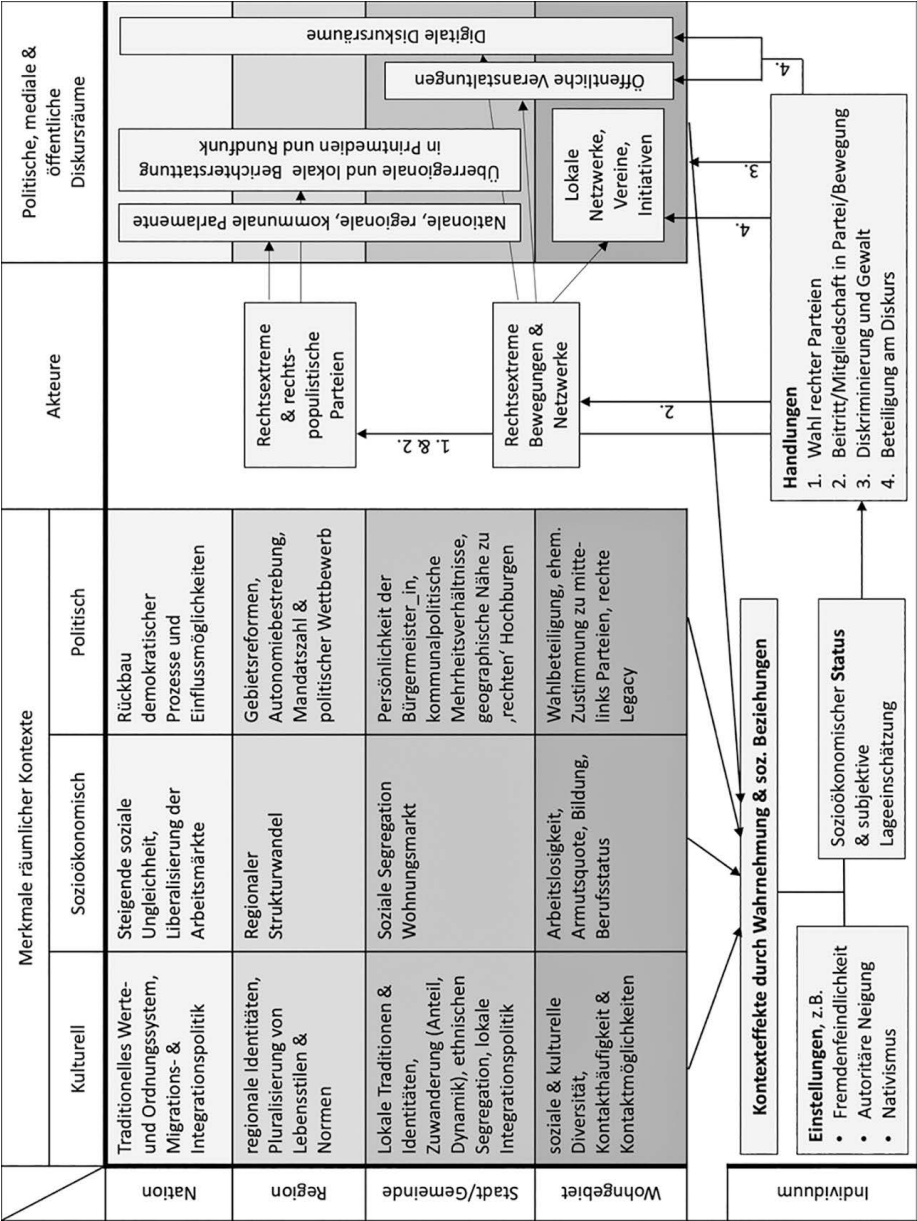 Merkmale räumlicher Kontexte
Akteure
Politische, mediale &
öffentliche
Diskursräume
Kulturell
Sozioökonomisch
Politisch
Nation
Traditionelles Werte-
und Ordnungssystem,
Migrations- &
Integrationspolitik
Steigende soziale
Ungleichheit,
Liberalisierung der
Arbeitsmärkte
Rückbau
demokratischer
Prozesse und
Einflussmöglichkeiten
Region
regionale Identitäten,
Pluralisierung von
Lebensstilen &
Normen
Regionaler
Strukturwandel
Gebietsreformen,
Autonomiebestrebung,
Mandatszahl &
politischer Wettbewerb
Stadt/Gemeinde
Lokale Traditionen &
Identitäten,
Zuwanderung (Anteil,
Dynamik), ethnischen
Segregation, lokale
Integrationspolitik
Soziale Segregation
Wohnungsmarkt
Persönlichkeit der
Bürgermeister_in,
kommunalpolitische
Mehrheitsverhältnisse,
geographische Nähe zu
‚rechten‘ Hochburgen
Wohngebiet
soziale & kulturelle
Diversität,
Kontakthäufigkeit &
Kontaktmöglichkeiten
Arbeitslosigkeit,
Armutsquote, Bildung,
Berufsstatus
Wahlbeteiligung, ehem.
Zustimmung zu mitte-
links Parteien, rechte
Legacy
Rechtsextreme
& rechts-
populistische
Parteien
1. & 2.
Rechtsextreme
Bewegungen &
Netzwerke
2.
Nationale, regionale, kommunale Parlamente
Überregionale und lokale Berichterstattung
in Printmedien und Rundfunk
Öffentliche Veranstaltungen
Digitale Diskursräume
Lokale
Netzwerke,
Vereine,
Initiativen
4.
3.
4.
Individuum
Kontexteffekte durch Wahrnehmung & soz. Beziehungen
Einstellungen, z.B.
• Fremdenfeindlichkeit
• Autoritäre Neigung
• Nativismus
Sozioökonomischer Status
& subjektive
Lageeinschätzung
Handlungen
1. Wahl rechter Parteien
2. Beitritt/Mitgliedschaft in Partei/Bewegung
3. Diskriminierung und Gewalt
4. Beteiligung am Diskurs